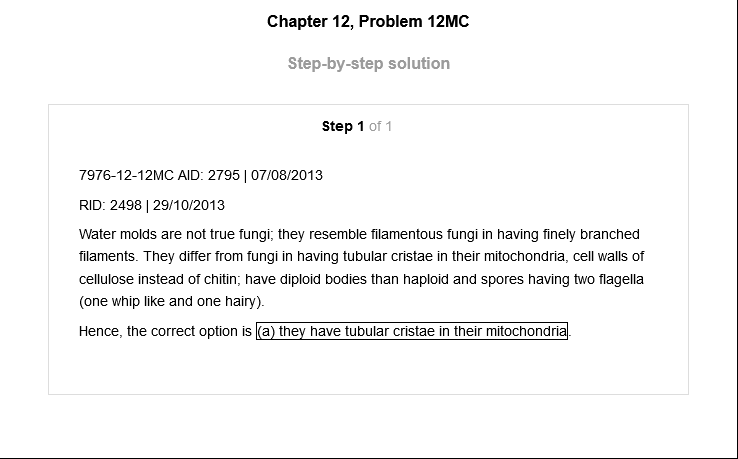 Chapter 12, Problem 12MC
Step-by-step solution
Step 1 of 1
7976-12-12MC AID: 2795 | 07/08/2013
RID: 2498 | 29/10/2013
Water molds are not true fungi; they resemble filamentous fungi in having finely branched
filaments. They differ from fungi in having tubular cristae in their mitochondria, cell walls of
cellulose instead of chitin; have diploid bodies than haploid and spores having two flagella
(one whip like and one hairy).
Hence, the correct option is (a) they have tubular cristae in their mitochondria.